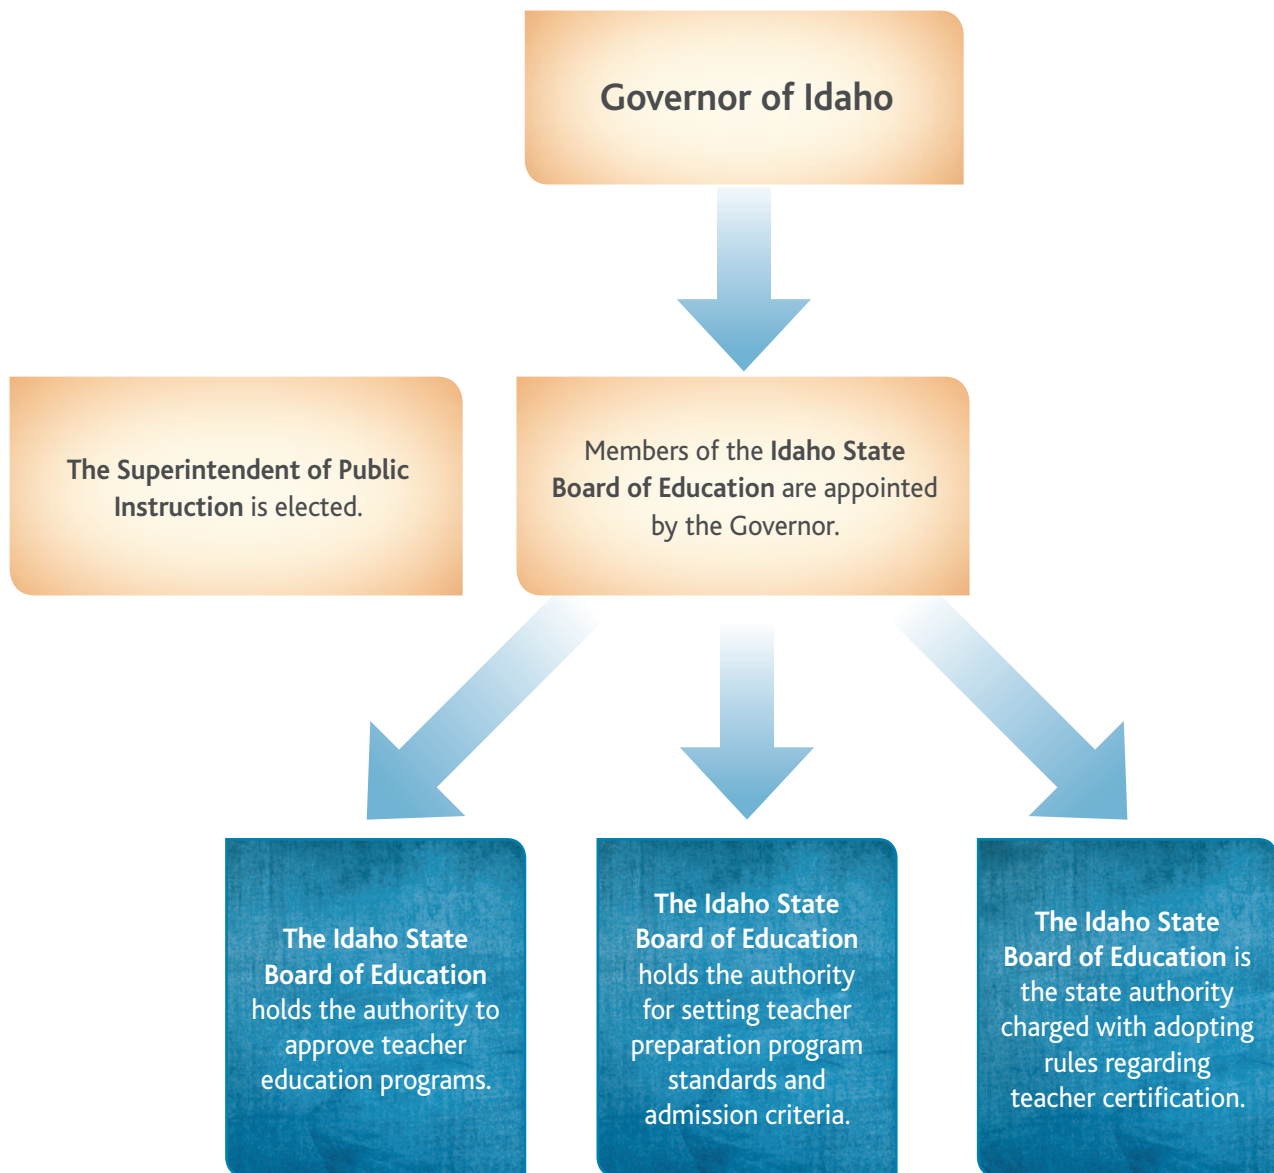 Governor of Idaho
The Superintendent of Public
Instruction is elected.
Members of the Idaho State
Board of Education are appointed
by the Governor.
The Idaho State
Board of Education
holds the authority to
approve teacher
education programs.
The Idaho State
Board of Education
holds the authority
for setting teacher
preparation program
standards and
admission criteria.
The Idaho State
Board of Education is
the state authority
charged with adopting
rules regarding
teacher certification.